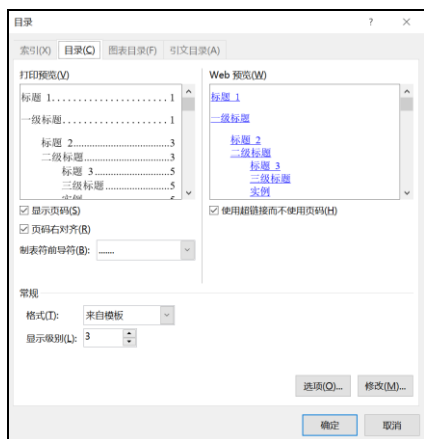 目录
? ×
索引(X) 目录(C) 图表目录(F) 引文目录(A)
打印预览(V)
标题 1......................1
一级标题......................1
标题 2......................3
二级标题......................3
标题 3......................5
三级标题......................5
Web 预览(W)
标题 1
一级标题
标题 2
二级标题
标题 3
三级标题
实例
显示页码(S)
页码右对齐(R)
制表符前导符(B): .......
使用超链接而不使用页码(H)
常规
格式(T): 来自模板
显示级别(L): 3
选项(O)... 修改(M)...
确定 取消